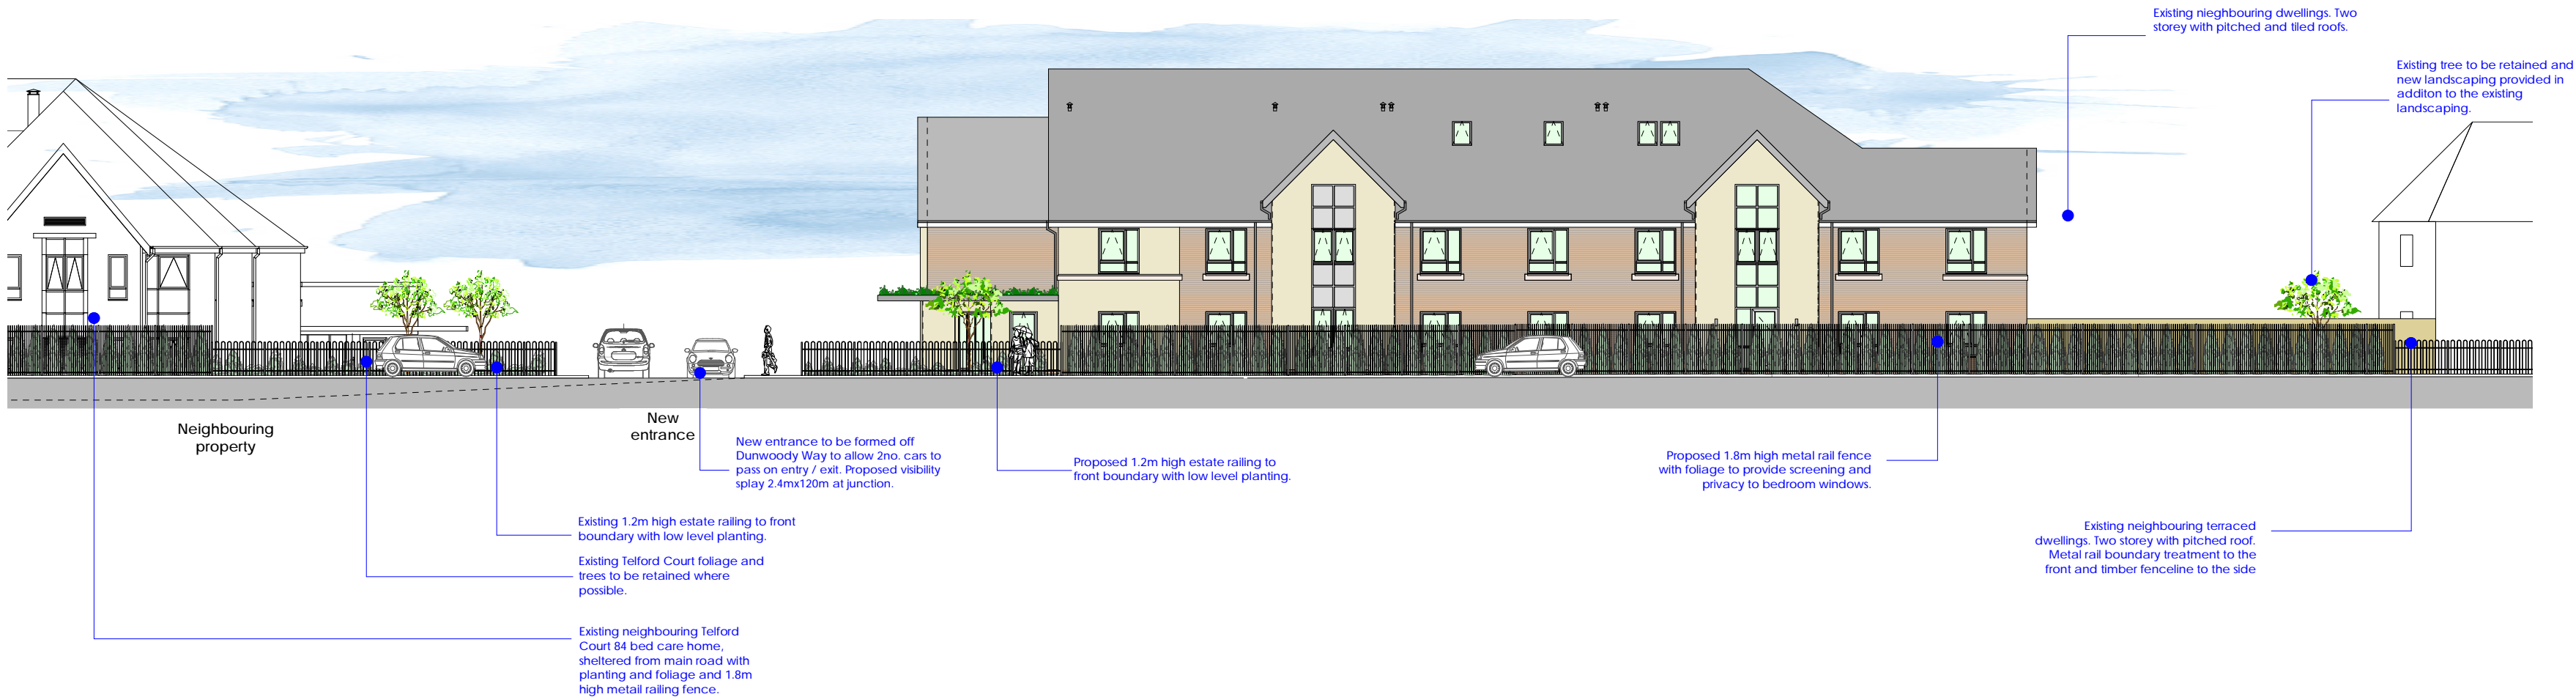 Existing nieghbouring dwellings. Two
storey with pitched and tiled roofs.
Existing tree to be retained and
new landscaping provided in
additon to the existing
landscaping.
Neighbouring
property
New
entrance
New entrance to be formed off
Dunwoody Way to allow 2no. cars to
pass on entry / exit. Proposed visibility
splay 2.4mx120m at junction.
Proposed 1.2m high estate railing to
front boundary with low level planting.
Proposed 1.8m high metal rail fence
with foliage to provide screening and
privacy to bedroom windows.
Existing 1.2m high estate railing to front
boundary with low level planting.
Existing Telford Court foliage and
trees to be retained where
possible.
Existing neighbouring terraced
dwellings. Two storey with pitched roof.
Metal rail boundary treatment to the
front and timber fenceline to the side
Existing neighbouring Telford
Court 84 bed care home,
sheltered from main road with
planting and foliage and 1.8m
high metail railing fence.